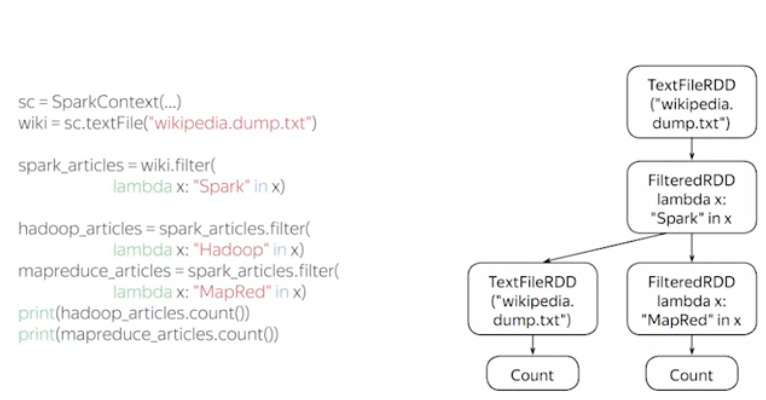 sc = SparkContext(...)
wiki = sc.textFile("wikipedia.dump.txt")
spark_articles = wiki.filter(
lambda x: "Spark" in x)
hadoop_articles = spark_articles.filter(
lambda x: "Hadoop" in x)
mapreduce_articles = spark_articles.filter(
lambda x: "MapRed" in x)
print(hadoop_articles.count())
print(mapreduce_articles.count())
TextFileRDD
("wikipedia.
dump.txt")
FilteredRDD
lambda x:
"Spark" in x
TextFileRDD
("wikipedia.
dump.txt")
FilteredRDD
lambda x:
"MapRed" in x
Count
Count